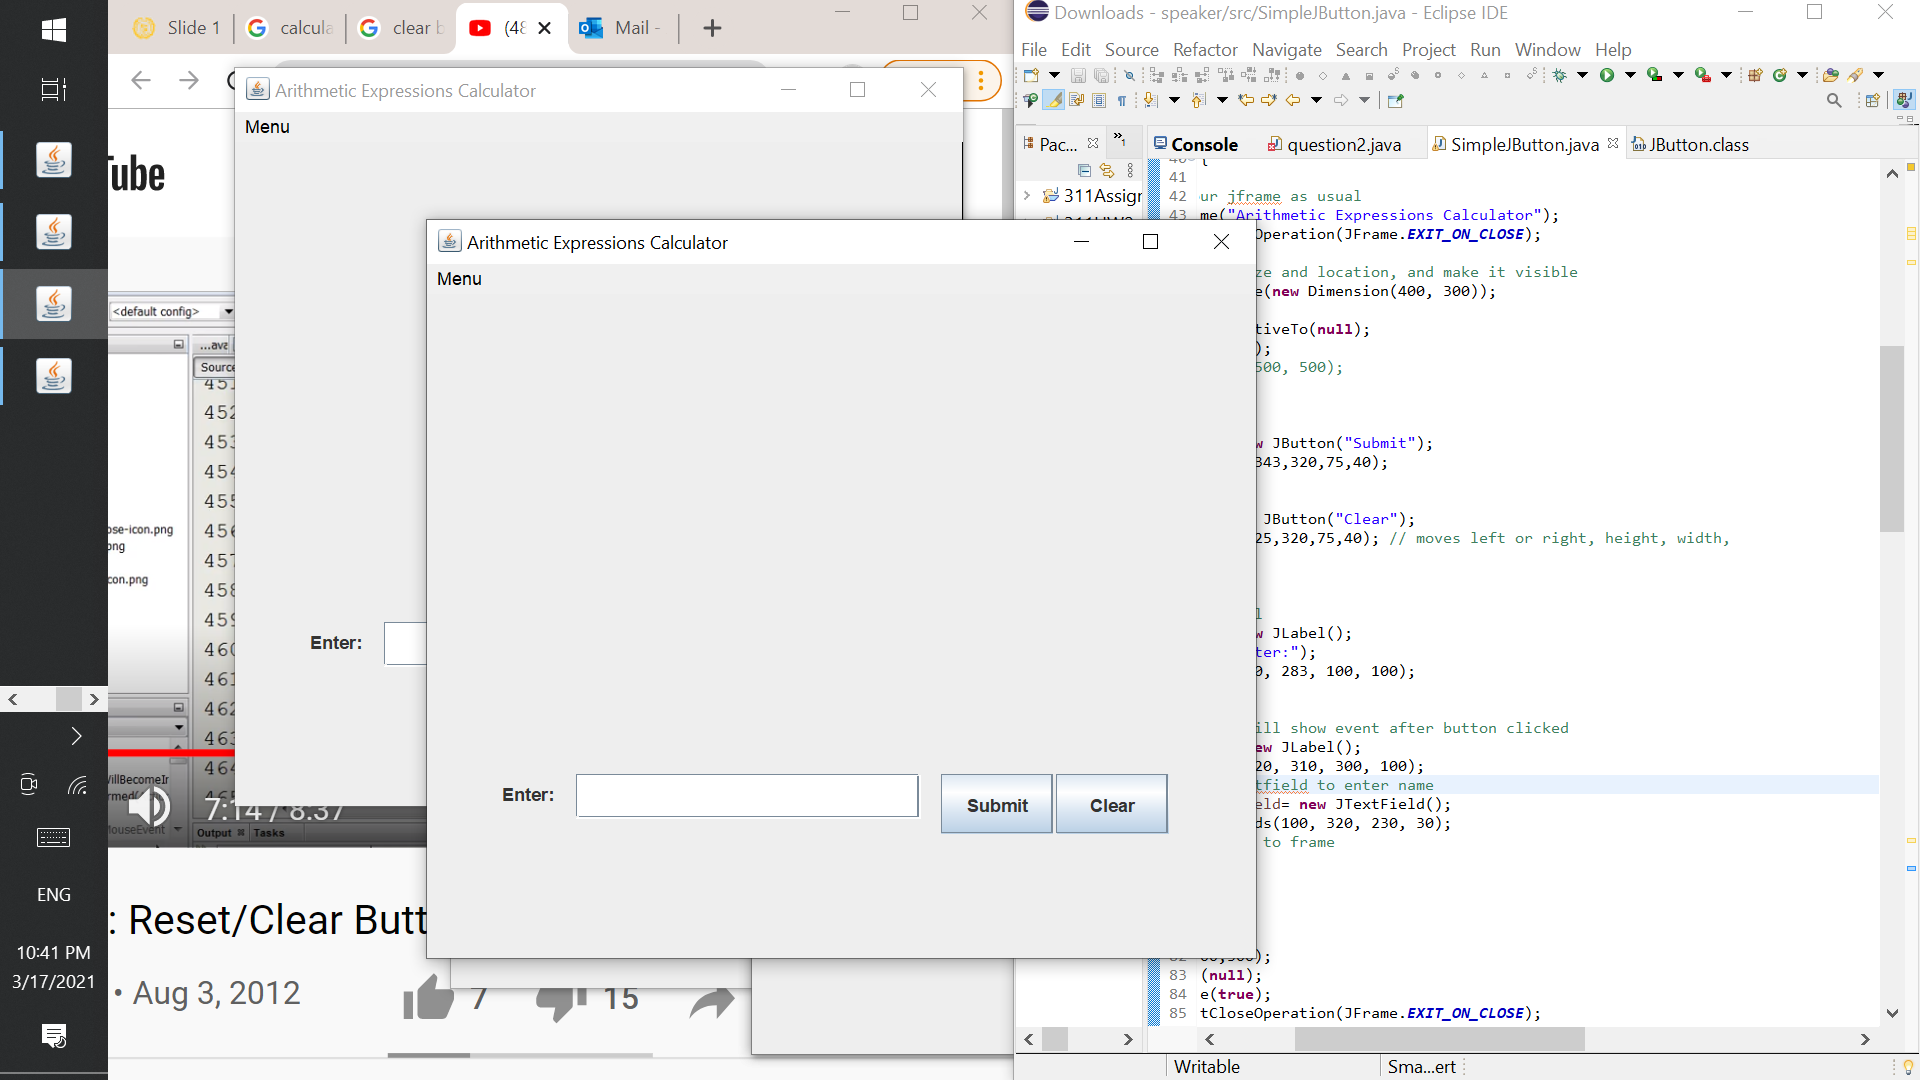 Slide 1
calcula
clear b
(48
Mail -
Tube
Arithmetic Expressions Calculator
Menu
Enter:
Arithmetic Expressions Calculator
Menu
Enter:
Submit
Clear
<default config>
...ava
Source
451
452
453
454
455
456
457
458
459
460
461
462
463
464
ose-icon.png
png
con.png
WillBecomeIr
MouseEvent
7:14 / 8:37
Output
Tasks
: Reset/Clear Butt
• Aug 3, 2012
7
15
ENG
10:41 PM
3/17/2021
Downloads - speaker/src/SimpleJButton.java - Eclipse IDE
File Edit Source Refactor Navigate Search Project Run Window Help
Pac...
»1
Console
question2.java
SimpleJButton.java
JButton.class
311Assigr
40 {
41
42 ur jframe as usual
43 me("Arithmetic Expressions Calculator");
Operation(JFrame.EXIT_ON_CLOSE);
ze and location, and make it visible
e(new Dimension(400, 300));
tiveTo(null);
);
500, 500);
w JButton("Submit");
343,320,75,40);
JButton("Clear");
25,320,75,40); // moves left or right, height, width,
l
w JLabel();
ter:");
0, 283, 100, 100);
ill show event after button clicked
ew JLabel();
20, 310, 300, 100);
tfield to enter name
eld= new JTextField();
ds(100, 320, 230, 30);
to frame
82 00,500);
83 (null);
84 e(true);
85 tCloseOperation(JFrame.EXIT_ON_CLOSE);
Writable
Sma...ert